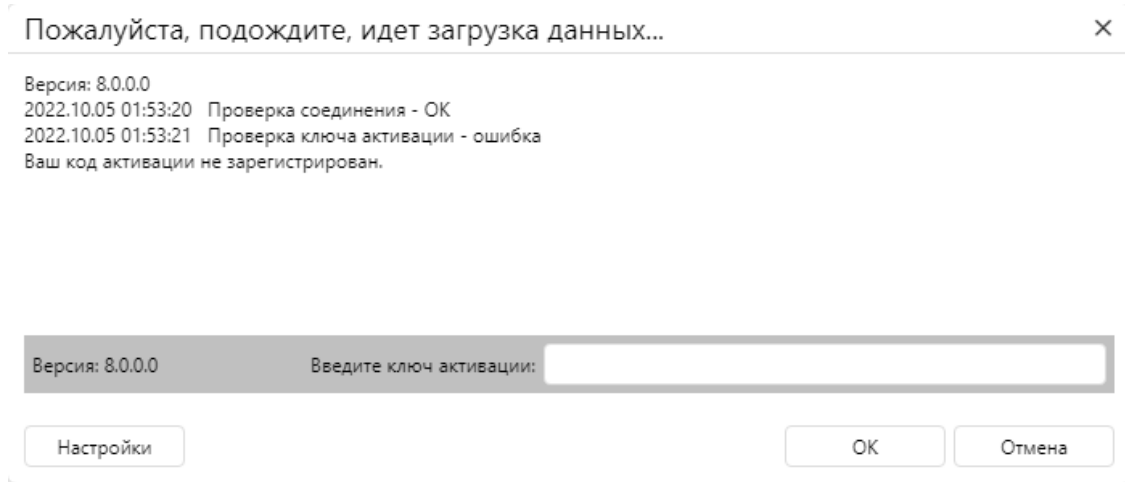 Пожалуйста, подождите, идет загрузка данных...
Версия: 8.0.0.0
2022.10.05 01:53:20 Проверка соединения - ОК
2022.10.05 01:53:21 Проверка ключа активации - ошибка
Ваш код активации не зарегистрирован.
Версия: 8.0.0.0 Введите ключ активации:
Настройки ОК Отмена